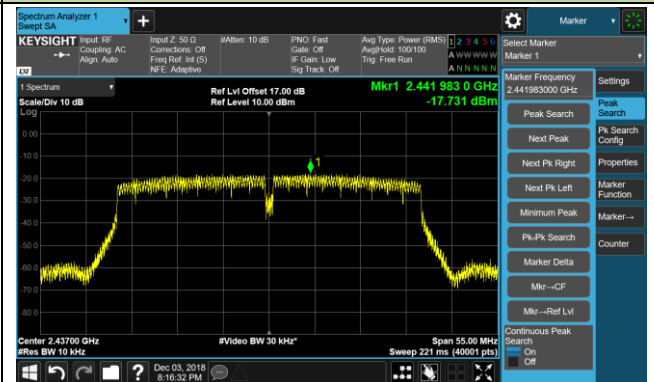 Spectrum Analyzer 1
Swept SA
Marker
KEYSIGHT
Input: RF
Coupling: AC
Align: Auto
Input Z: 50 Ω
Corrections: Off
Freq Ref: Int (S)
NFE: Adaptive
#Atten: 10 dB
PNO: Fast
Gate: Off
IF Gain: Low
Sig Track: Off
Avg Type: Power (RMS)
Avg|Hold: 100/100
Trig: Free Run
1 2 3 4 5 6
A W W W W W
A N N N N N
LXI
Select Marker
Marker 1
1 Spectrum
Scale/Div 10 dB
Log
Ref Lvl Offset 17.00 dB
Ref Level 10.00 dBm
Mkr1 2.441 983 0 GHz
-17.731 dBm
0.00
-10.0
-20.0
-30.0
-40.0
-50.0
-60.0
-70.0
-80.0
1
Center 2.43700 GHz
#Res BW 10 kHz
#Video BW 30 kHz*
Span 55.00 MHz
Sweep 221 ms (40001 pts)
Marker Frequency
2.441983000 GHz
Peak Search
Next Peak
Next Pk Right
Next Pk Left
Minimum Peak
Pk-Pk Search
Marker Delta
Mkr→CF
Mkr→Ref Lvl
Continuous Peak
Search
On
Off
Settings
Peak
Search
Pk Search
Config
Properties
Marker
Function
Marker→
Counter
Dec 03, 2018
8:16:32 PM